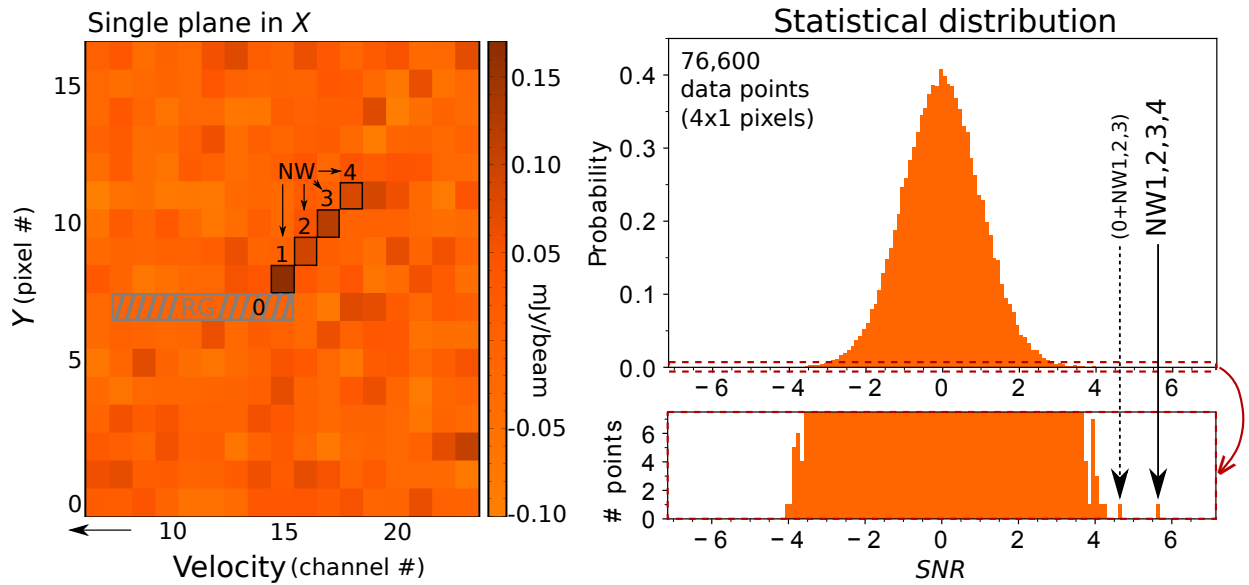 Single plane in X
15
10
5
0
Y (pixel #)
NW
4
3
2
1
0
RG
10
15
20
Velocity (channel #)
0.15
0.10
0.05
-0.05
-0.10
mJy/beam
Statistical distribution
76,600
data points
(4x1 pixels)
0.4
0.3
0.2
0.1
0.0
Probability
(0+NW1,2,3)
NW1,2,3,4
−6
−4
−2
0
2
4
6
6
4
2
0
# points
−6
−4
−2
0
2
4
6
SNR